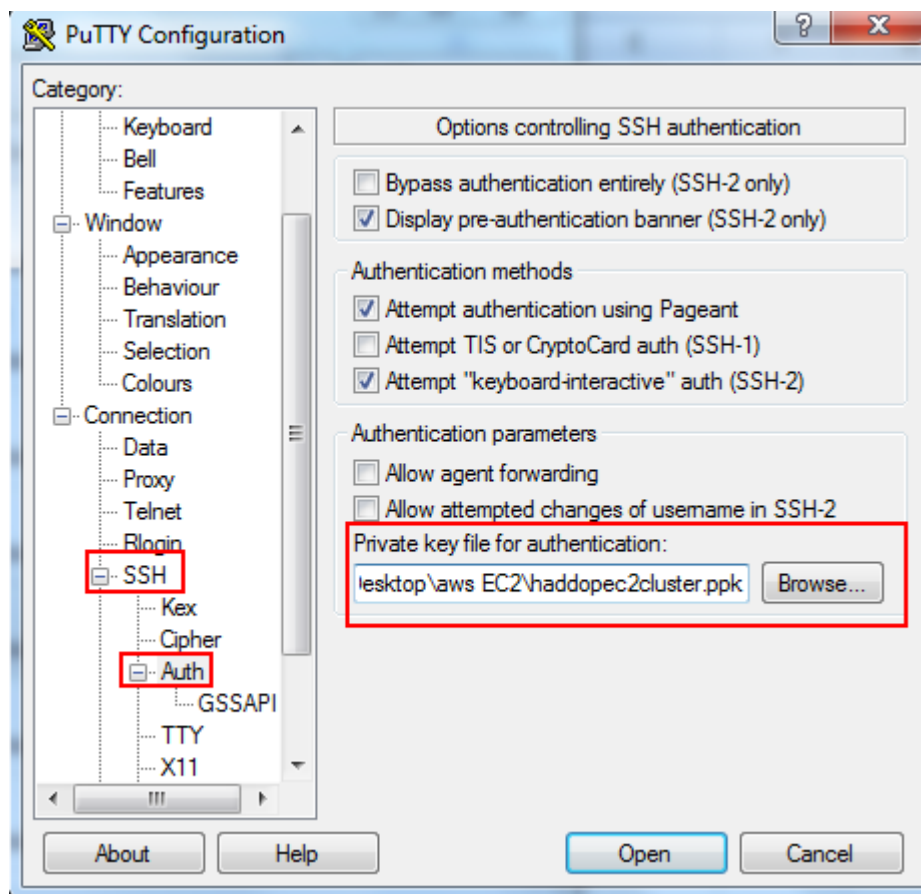 PuTTY Configuration
Category:
Keyboard
Bell
Features
Window
Appearance
Behaviour
Translation
Selection
Colours
Connection
Data
Proxy
Telnet
Rlogin
SSH
Kex
Cipher
Auth
GSSAPI
TTY
X11
Options controlling SSH authentication
Bypass authentication entirely (SSH-2 only)
Display pre-authentication banner (SSH-2 only)
Authentication methods
Attempt authentication using Pageant
Attempt TIS or CryptoCard auth (SSH-1)
Attempt "keyboard-interactive" auth (SSH-2)
Authentication parameters
Allow agent forwarding
Allow attempted changes of username in SSH-2
Private key file for authentication:
esktop\aws EC2\haddopec2cluster.ppk Browse...
About Help Open Cancel